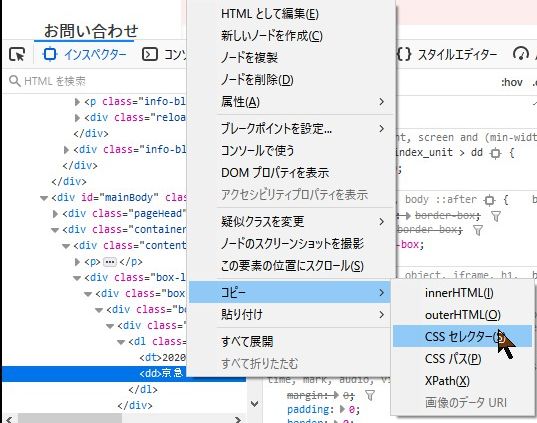 お問い合わせ
インスペクター
コンソ
スタイルエディター
HTML を検索
:hov
<p class="info-bl
<div class="reloa
</div>
<div class="info-bl
</div>
</div>
<div id="mainBody" c
<div class="pageHead"
<div class="container
<div class="content
<p> ••• </p>
<div class="box-l
<div class="box
<div class="b
<div class
<dl clas
<dt>2020
<dd>京急
</dl>
</div>
HTML として編集(E)
新しいノードを作成(C)
ノードを複製
ノードを削除(D)
属性(A)
ブレークポイントを設定...
コンソールで使う
DOM プロパティを表示
アクセシビリティプロパティを表示
疑似クラスを変更
ノードのスクリーンショットを撮影
この要素の位置にスクロール(S)
コピー
貼り付け
すべて展開
すべて折りたたむ
innerHTML(I)
outerHTML(O)
CSS セレクター(
CSS パス(P)
XPath(X)
画像のデータ URI
nt, screen and (min-widt
index_unit > dd {
;
, body ::after {
border-box;
border-box;
-box;
object, iframe, h1,
time, mark, audio, vi
margin: 0;
padding: 0;
border: 0;